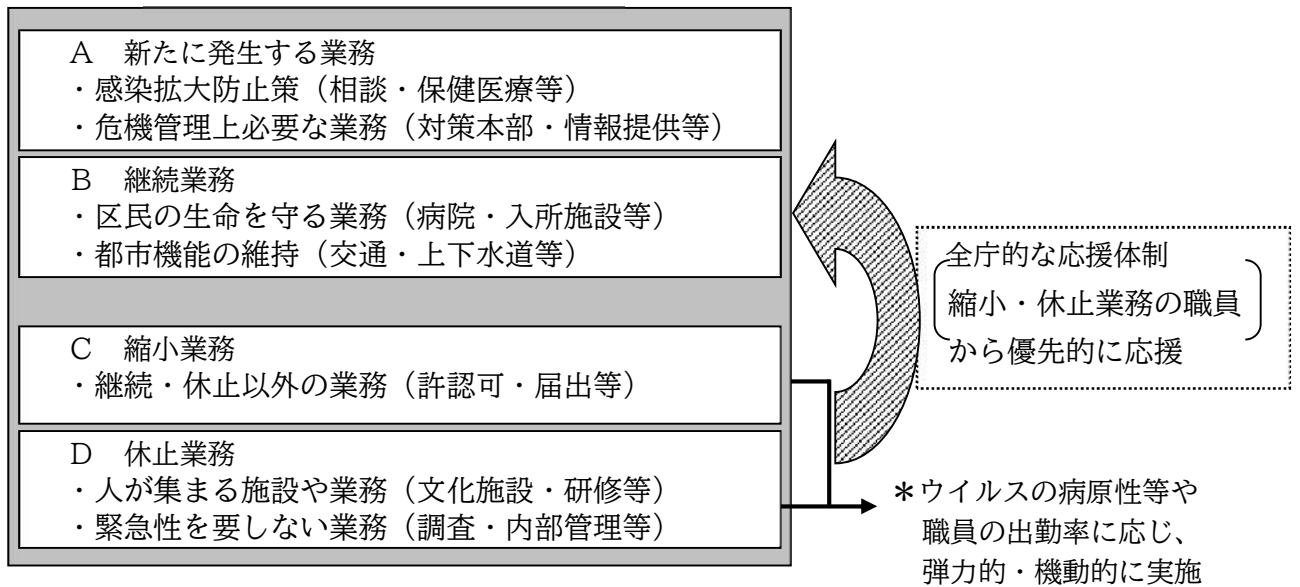 A 新たに発生する業務
・感染拡大防止策（相談・保健医療等）
・危機管理上必要な業務（対策本部・情報提供等）
B 継続業務
・区民の生命を守る業務（病院・入所施設等）
・都市機能の維持（交通・上下水道等）
C 縮小業務
・継続・休止以外の業務（許認可・届出等）
D 休止業務
・人が集まる施設や業務（文化施設・研修等）
・緊急性を要しない業務（調査・内部管理等）
全庁的な応援体制
縮小・休止業務の職員
から優先的に応援
＊ウイルスの病原性等や
職員の出勤率に応じ、
弾力的・機動的に実施